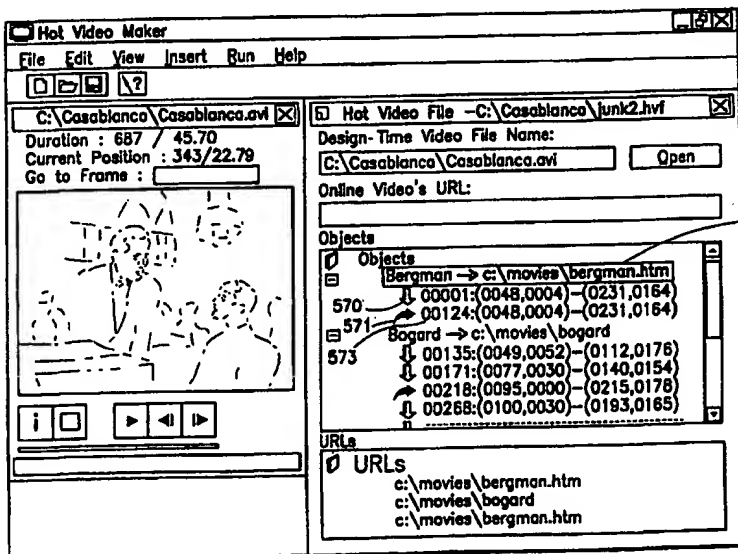 Hot Video Maker
File Edit View Insert Run Help
\?
C:\Casablanca\Casablanca.avi
Duration : 687 / 45.70
Current Position : 343/22.79
Go to Frame :
i
Hot Video File -C:\Casablanca\junk2.hvf
Design-Time Video File Name:
C:\Casablanca\Casablanca.avi
Open
Online Video's URL:
Objects
Objects
Bergman → c:\movies\bergman.htm
570 00001:(0048,0004)-(0231,0164)
571 00124:(0048,0004)-(0231,0164)
Bogard → c:\movies\bogard
573 00135:(0049,0052)-(0112,0176)
00171:(0077,0030)-(0140,0154)
00218:(0095,0000)-(0215,0178)
00268:(0100,0030)-(0193,0165)
URLs
URLs
c:\movies\bergman.htm
c:\movies\bogard
c:\movies\bergman.htm